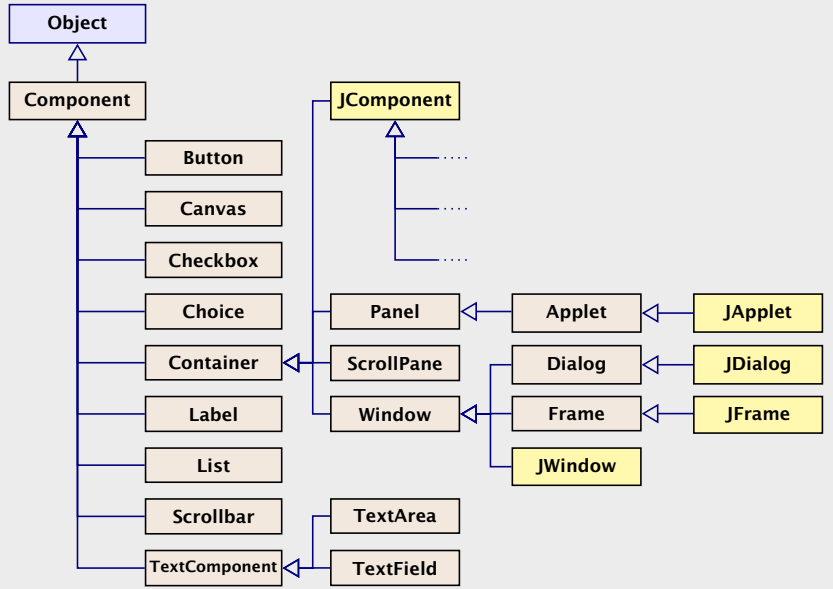 Object
Component
JComponent
Button
.....
Canvas
.....
Checkbox
.....
Choice
Panel
Applet
JApplet
Container
ScrollPane
Dialog
JDialog
Label
Window
Frame
JFrame
List
JWindow
Scrollbar
TextArea
TextComponent
TextField